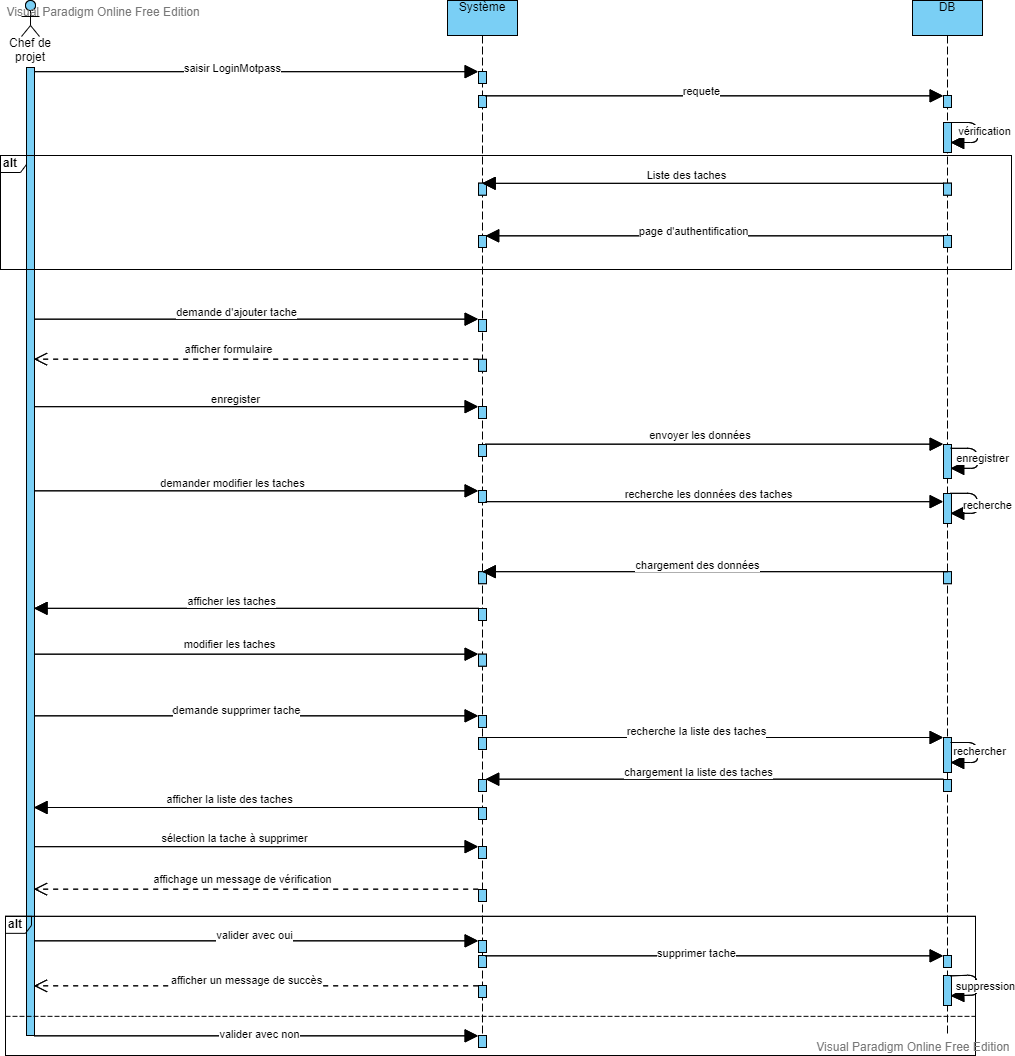 Visual Paradigm Online Free Edition
Système
DB
Chef de
projet
saisir LoginMotpass
requete
vérification
alt
Liste des taches
page d'authentification
demande d'ajouter tache
afficher formulaire
enregister
envoyer les données
enregistrer
demander modifier les taches
recherche les données des taches
recherche
chargement des données
afficher les taches
modifier les taches
demande supprimer tache
recherche la liste des taches
rechercher
chargement la liste des taches
afficher la liste des taches
sélection la tache à supprimer
affichage un message de vérification
alt
valider avec oui
supprimer tache
afficher un message de succès
suppression
valider avec non
Visual Paradigm Online Free Edition